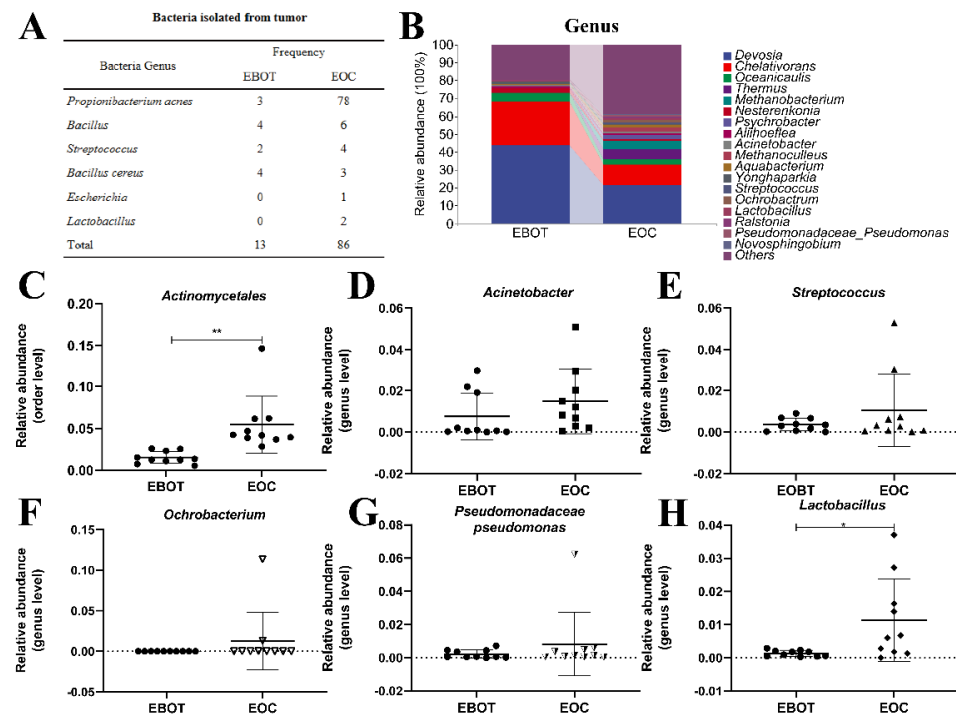 A
Bacteria isolated from tumor
Bacteria Genus
Frequency
EBOT EOC
Propionibacterium acnes 3 78
Bacillus 4 6
Streptococcus 2 4
Bacillus cereus 4 3
Escherichia 0 1
Lactobacillus 0 2
Total 13 86
B
Genus
Relative abundance (100%)
100
90
80
70
60
50
40
30
20
10
0
EBOT EOC
Devosia
Chelativorans
Oceanicaulis
Thermus
Methanobacterium
Nesterenkonia
Psychrobacter
Aliihoeflea
Acinetobacter
Methanoculleus
Aquabacterium
Yonghaparkia
Streptococcus
Ochrobactrum
Lactobacillus
Ralstonia
Pseudomonadaceae_Pseudomonas
Novosphingobium
Others
C
Actinomycetales
Relative abundance
(order level)
0.20
0.15
0.10
0.05
0.00
**
EBOT EOC
D
Acinetobacter
Relative abundance
(genus level)
0.06
0.04
0.02
0.00
-0.02
EBOT EOC
E
Streptococcus
Relative abundance
(genus level)
0.06
0.04
0.02
0.00
-0.02
EOBT EOC
F
Ochrobacterium
Relative abundance
(genus level)
0.15
0.10
0.05
0.00
-0.05
EBOT EOC
G
Pseudomonadaceae
pseudomonas
Relative abundance
(genus level)
0.08
0.06
0.04
0.02
0.00
-0.02
EBOT EOC
H
Lactobacillus
Relative abundance
(genus level)
0.04
0.03
0.02
0.01
0.00
-0.01
*
EBOT EOC